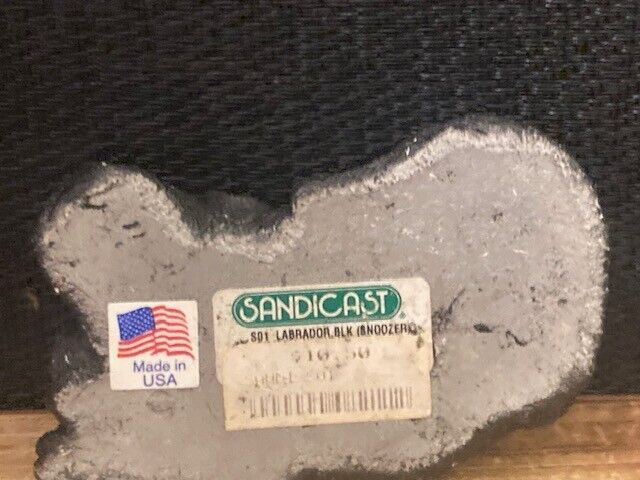 SANDICAST
S01 LABRADOR,BLK (SNOOZER)
Made in
USA